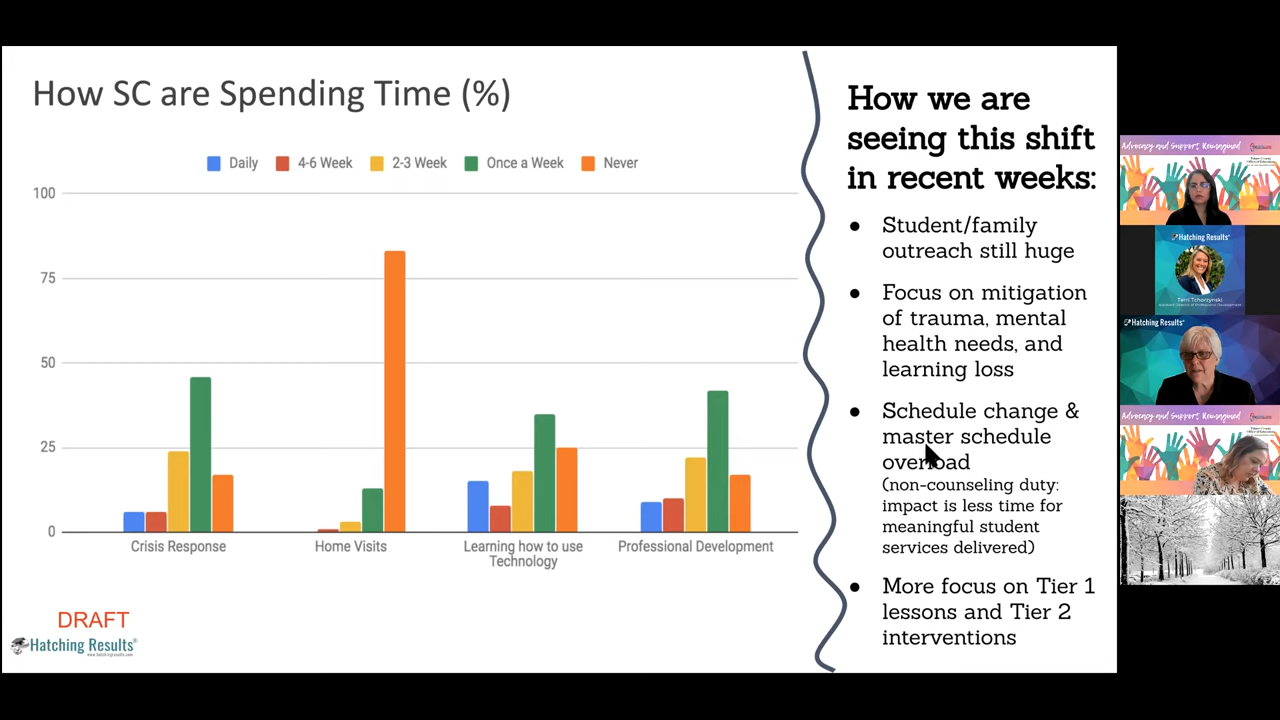 How SC are Spending Time (%)
Daily
4-6 Week
2-3 Week
Once a Week
Never
100
75
50
25
0
Crisis Response
Home Visits
Learning how to use
Technology
Professional Development
DRAFT
Hatching Results®
www.hatchingresults.com
How we are
seeing this shift
in recent weeks:
● Student/family
outreach still huge
● Focus on mitigation
of trauma, mental
health needs, and
learning loss
● Schedule change &
master schedule
overload
(non-counseling duty:
impact is less time for
meaningful student
services delivered)
● More focus on Tier 1
lessons and Tier 2
interventions
Advocacy and Support Reimagined
Hatching Results®
Terri Tchorzynski
Hatching Results®
Advocacy and Support Reimagined